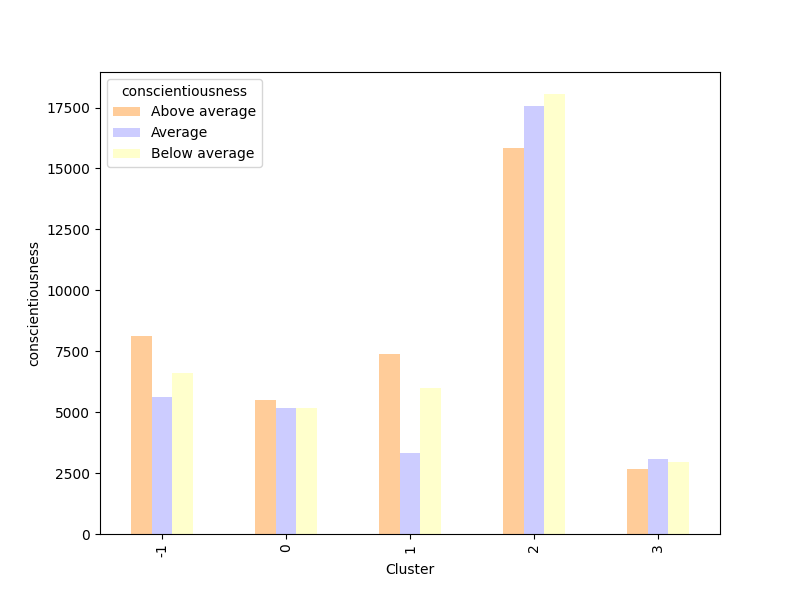 conscientiousness
Above average
Average
Below average
17500
15000
12500
10000
7500
5000
2500
0
conscientiousness
-1
0
1
2
3
Cluster